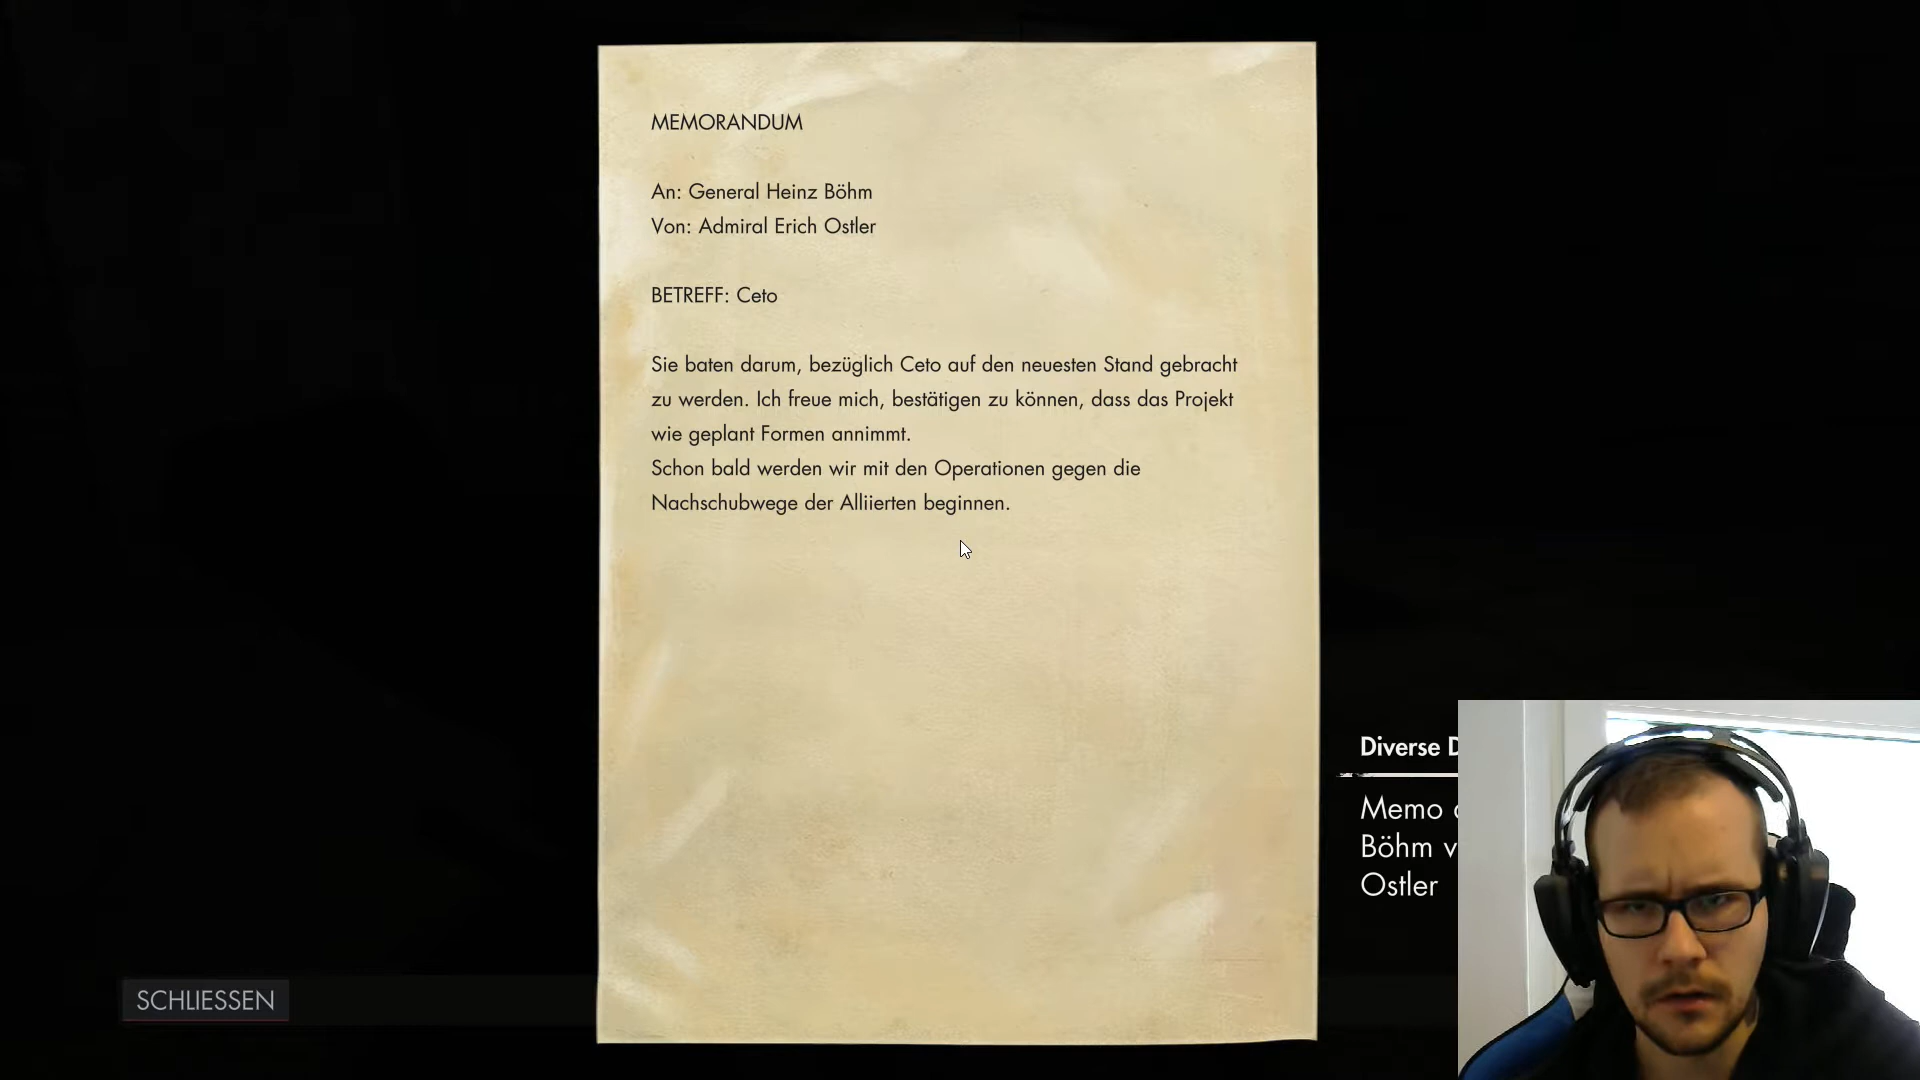 MEMORANDUM
An: General Heinz Böhm
Von: Admiral Erich Ostler
BETREFF: Ceto
Sie baten darum, bezüglich Ceto auf den neuesten Stand gebracht
zu werden. Ich freue mich, bestätigen zu können, dass das Projekt
wie geplant Formen annimmt.
Schon bald werden wir mit den Operationen gegen die
Nachschubwege der Alliierten beginnen.
Diverse
Memo
Böhm
Ostler
SCHLIESSEN